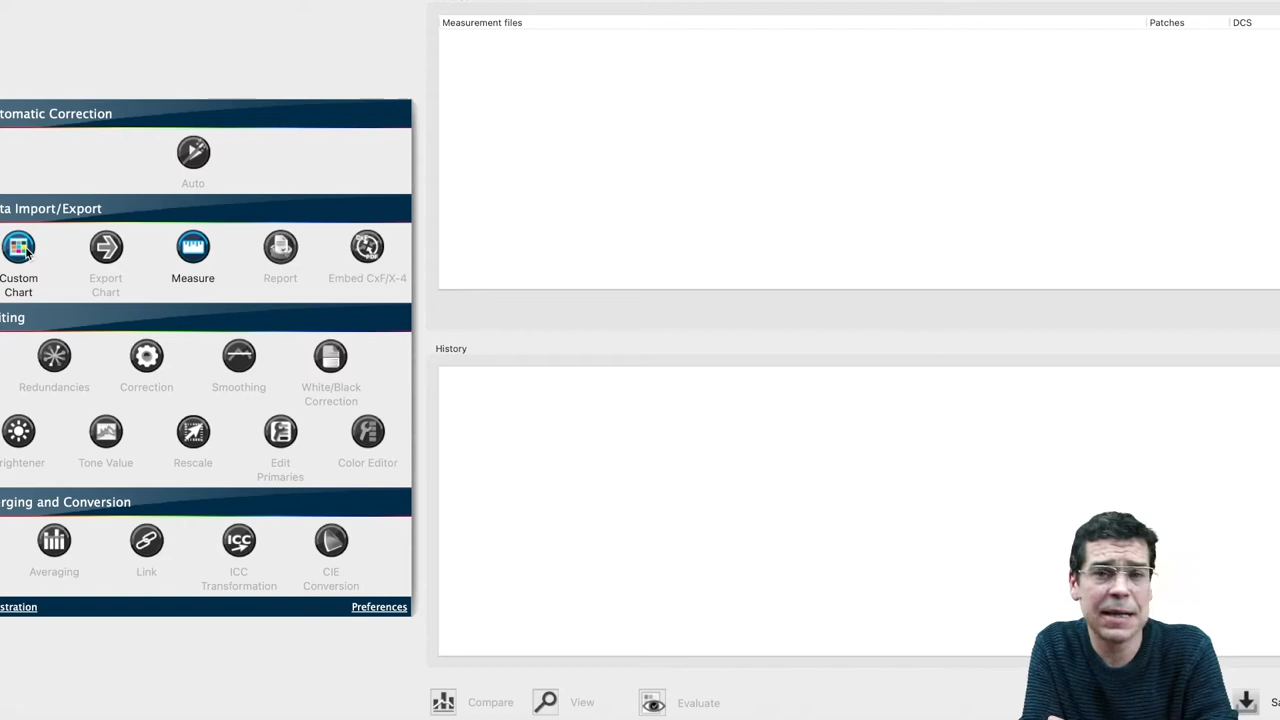 Measurement files Patches DCS
tomatic Correction
Auto
ta Import/Export
Custom Chart
Export Chart
Measure
Report
Embed CxF/X-4
iting
Redundancies
Correction
Smoothing
White/Black Correction
rightener
Tone Value
Rescale
Edit Primaries
Color Editor
rging and Conversion
Averaging
Link
ICC Transformation
CIE Conversion
stration Preferences
History
Compare View Evaluate